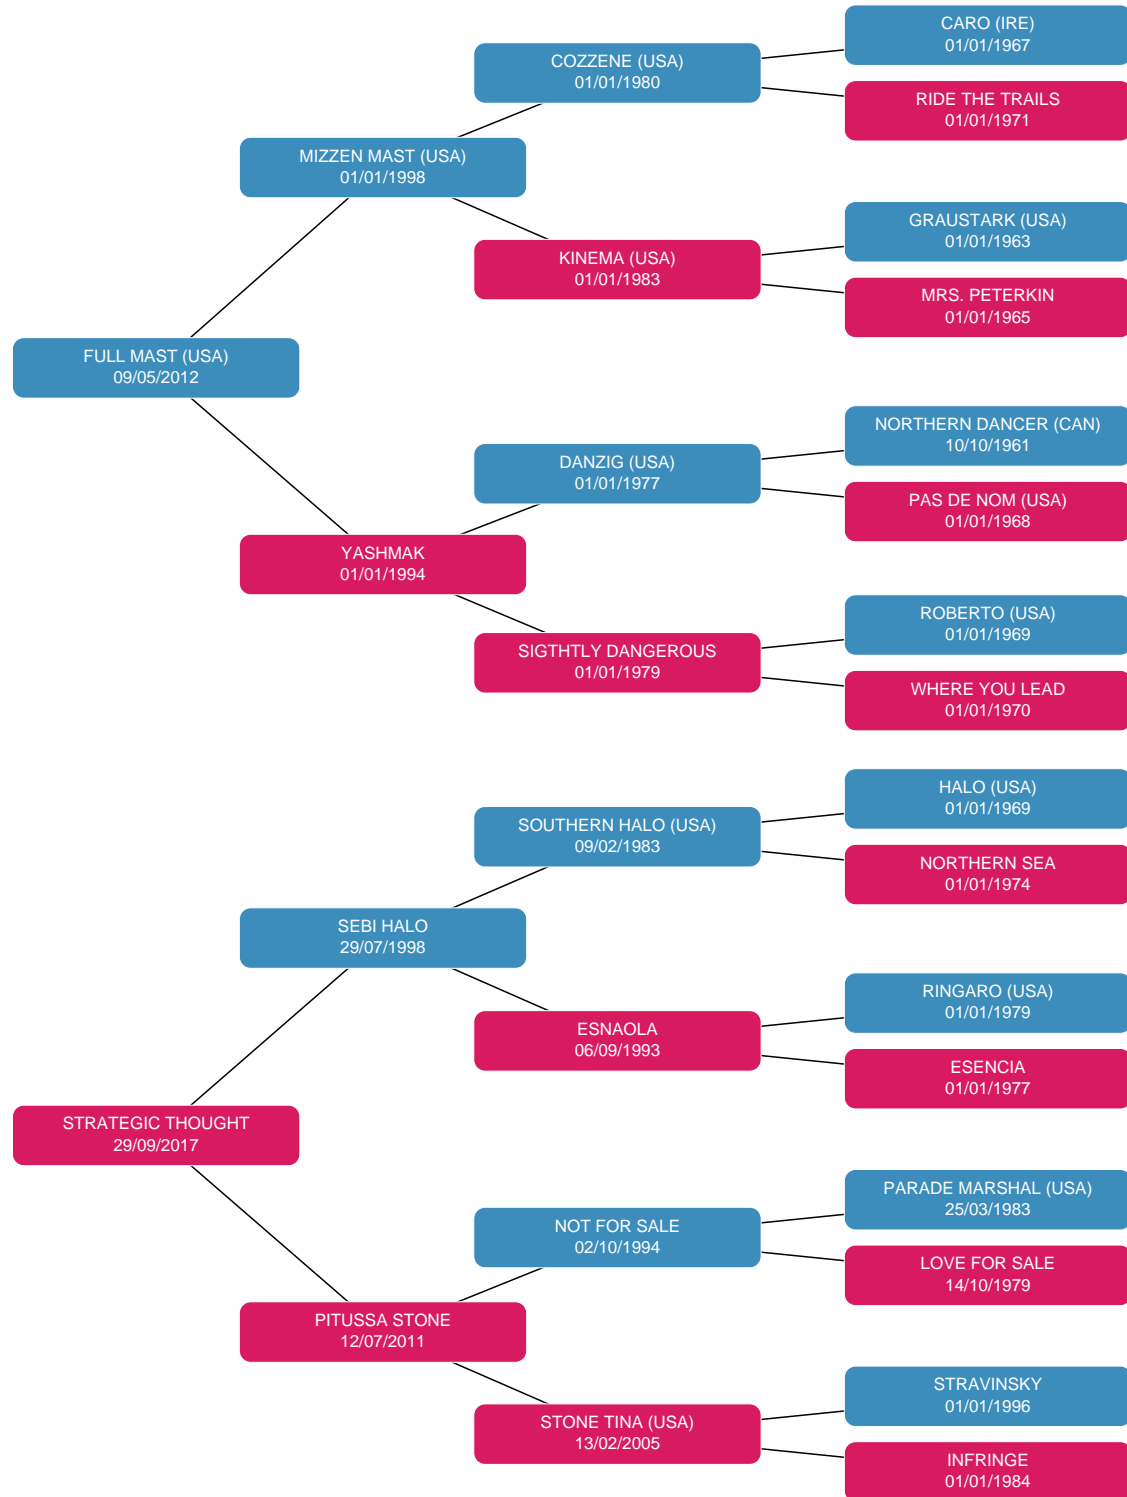 CARO (IRE)
01/01/1967
COZZENE (USA)
01/01/1980
RIDE THE TRAILS
01/01/1971
MIZZEN MAST (USA)
01/01/1998
GRAUSTARK (USA)
01/01/1963
KINEMA (USA)
01/01/1983
MRS. PETERKIN
01/01/1965
FULL MAST (USA)
09/05/2012
NORTHERN DANCER (CAN)
10/10/1961
DANZIG (USA)
01/01/1977
PAS DE NOM (USA)
01/01/1968
YASHMAK
01/01/1994
ROBERTO (USA)
01/01/1969
SIGTHTLY DANGEROUS
01/01/1979
WHERE YOU LEAD
01/01/1970
HALO (USA)
01/01/1969
SOUTHERN HALO (USA)
09/02/1983
NORTHERN SEA
01/01/1974
SEBI HALO
29/07/1998
RINGARO (USA)
01/01/1979
ESNAOLA
06/09/1993
ESENCIA
01/01/1977
STRATEGIC THOUGHT
29/09/2017
PARADE MARSHAL (USA)
25/03/1983
NOT FOR SALE
02/10/1994
LOVE FOR SALE
14/10/1979
PITUSSA STONE
12/07/2011
STRAVINSKY
01/01/1996
STONE TINA (USA)
13/02/2005
INFRINGE
01/01/1984